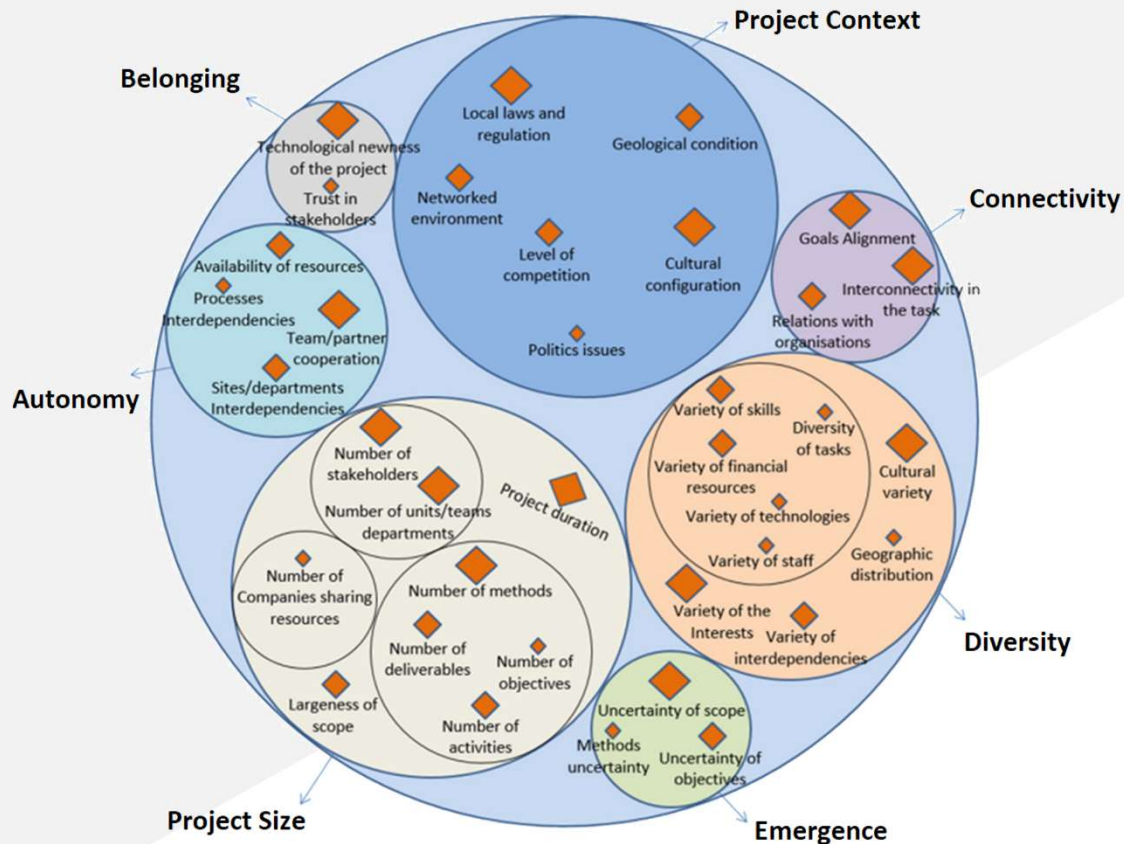 Project Context
Belonging
Local laws and
regulation
Geological condition
Technological newness
of the project
Trust in
stakeholders
Networked
environment
Level of
competition
Cultural
configuration
Politics issues
Connectivity
Goals Alignment
Interconnectivity in
the task
Relations with
organisations
Availability of resources
Processes
Interdependencies
Team/partner
cooperation
Sites/departments
Interdependencies
Autonomy
Number of
stakeholders
Number of units/teams
departments
Project duration
Number of
Companies sharing
resources
Number of methods
Number of
deliverables
Number of
objectives
Number of
activities
Largeness of
scope
Project Size
Variety of skills
Diversity
of tasks
Variety of financial
resources
Variety of technologies
Variety of staff
Cultural
variety
Geographic
distribution
Variety of the
Interests
Variety of
interdependencies
Diversity
Uncertainty of scope
Methods
uncertainty
Uncertainty of
objectives
Emergence